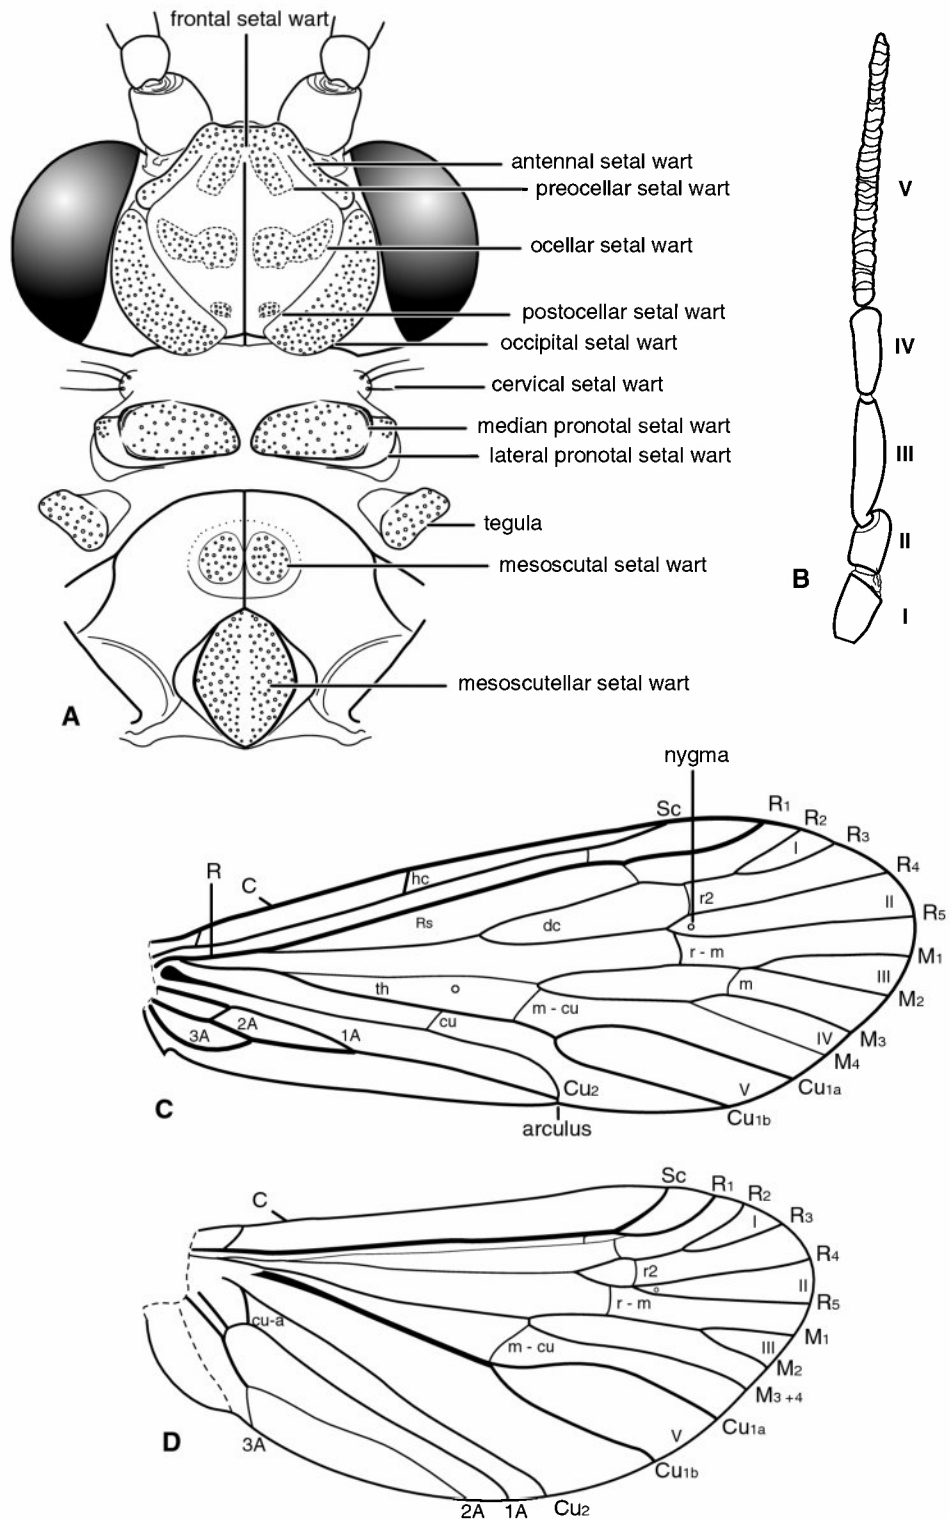 frontal setal wart
antennal setal wart
preocellar setal wart
ocellar setal wart
postocellar setal wart
occipital setal wart
cervical setal wart
median pronotal setal wart
lateral pronotal setal wart
tegula
mesoscutal setal wart
mesoscutellar setal wart
A
V
IV
III
II
I
B
nygma
Sc
R1
R2
R3
R4
R5
M1
M2
M3
M4
Cu1a
Cu1b
Cu2
arculus
R
C
hc
Rs
dc
r2
I
II
r - m
III
m
th
m - cu
cu
IV
V
3A
2A
1A
C
C
Sc
R1
R2
R3
R4
R5
M1
M2
M3+4
Cu1a
Cu1b
Cu2
1A
2A
3A
I
r2
II
r - m
III
m - cu
cu-a
V
D